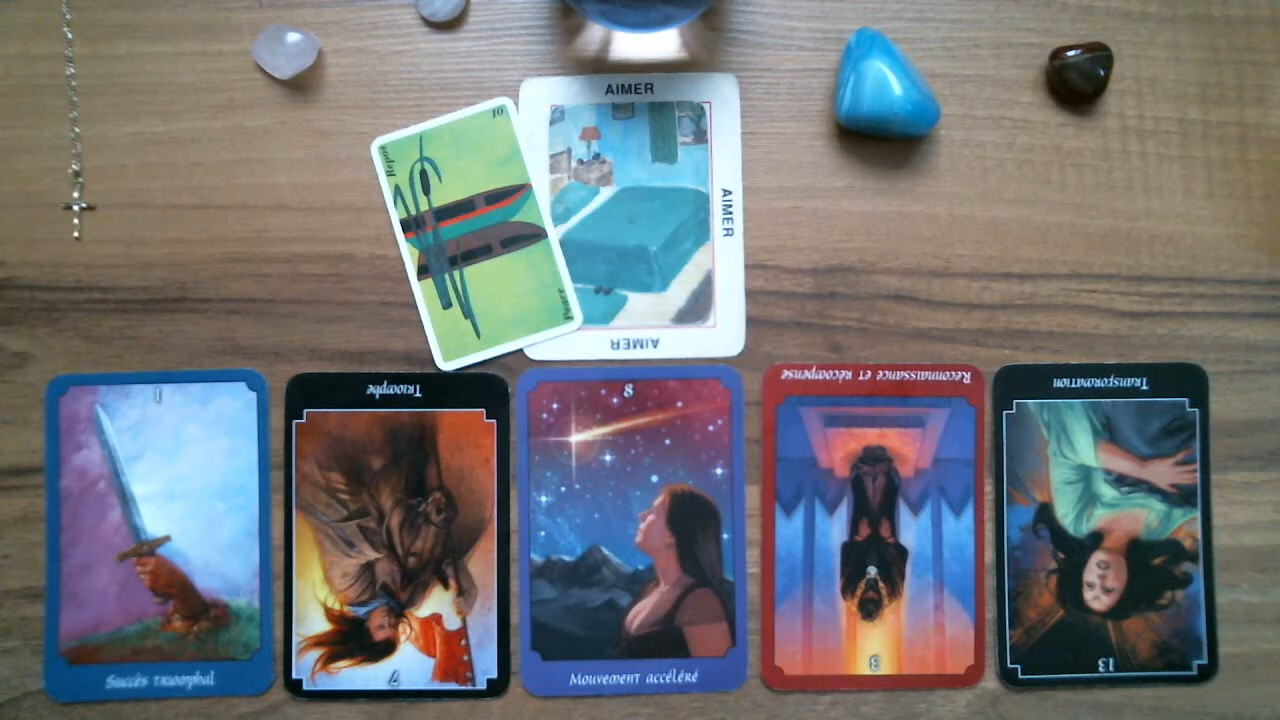 AIMER
AIMER
AIMER
10
Repos
Peace
1
Succès triomphal
Triomphe
7
8
Mouvement accéléré
Reconnaissance et récompense
3
Transformation
13